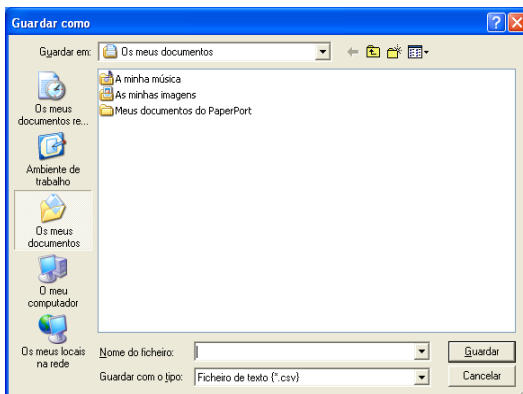 Guardar como
Guardar em:
Os meus documentos
Os meus
documentos re...
Ambiente de
trabalho
Os meus
documentos
O meu
computador
Os meus locais
na rede
A minha música
As minhas imagens
Meus documentos do PaperPort
Nome do ficheiro:
Guardar
Guardar com o tipo:
Ficheiro de texto {*.csv}
Cancelar